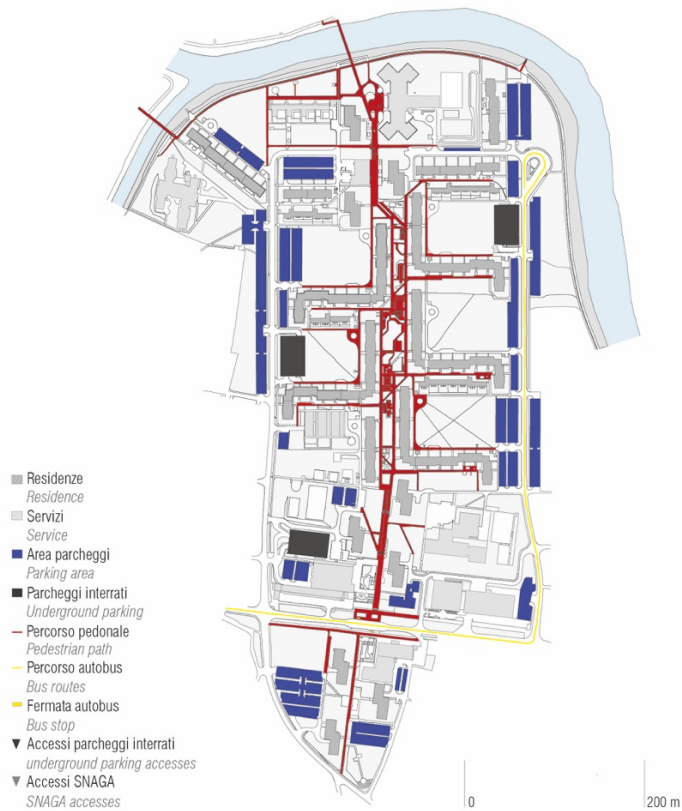 Residenze
Residence
Servizi
Service
Area parcheggi
Parking area
Parcheggi interrati
Underground parking
Percorso pedonale
Pedestrian path
Percorso autobus
Bus routes
Fermata autobus
Bus stop
Accessi parcheggi interrati
underground parking accesses
Accessi SNAGA
SNAGA accesses
0 200 m